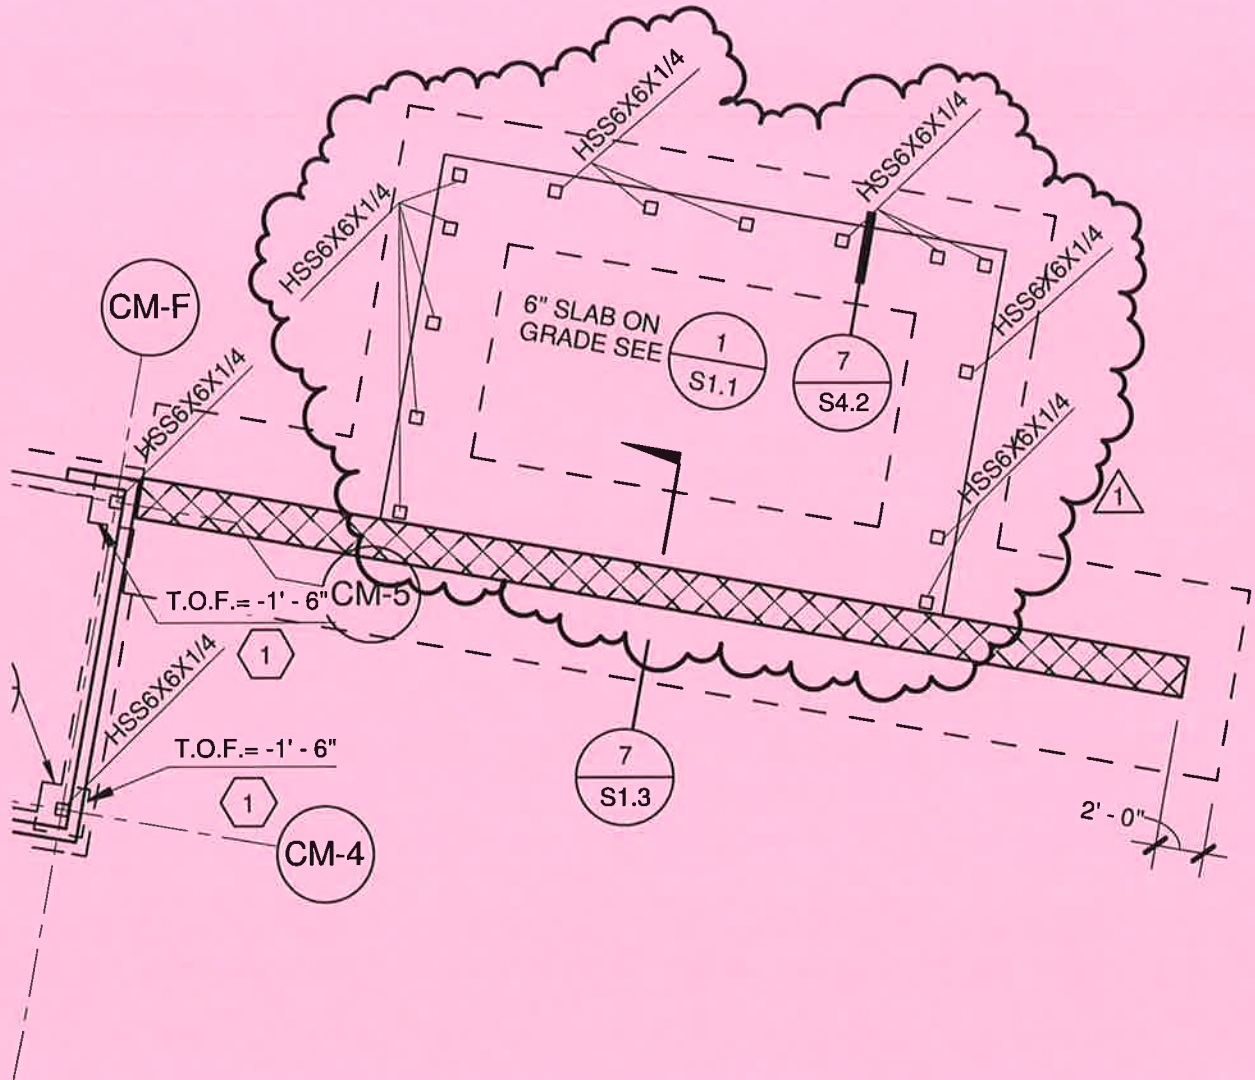 HSS6X6X1/4
HSS6X6X1/4
HSS6X6X1/4
HSS6X6X1/4
CM-F
6" SLAB ON
GRADE SEE
1
S1.1
7
S4.2
HSS6X6X1/4
HSS6X6X1/4
1
T.O.F.= -1' - 6"
CM-5
1
HSS6X6X1/4
T.O.F.= -1' - 6"
1
7
S1.3
CM-4
2' - 0"